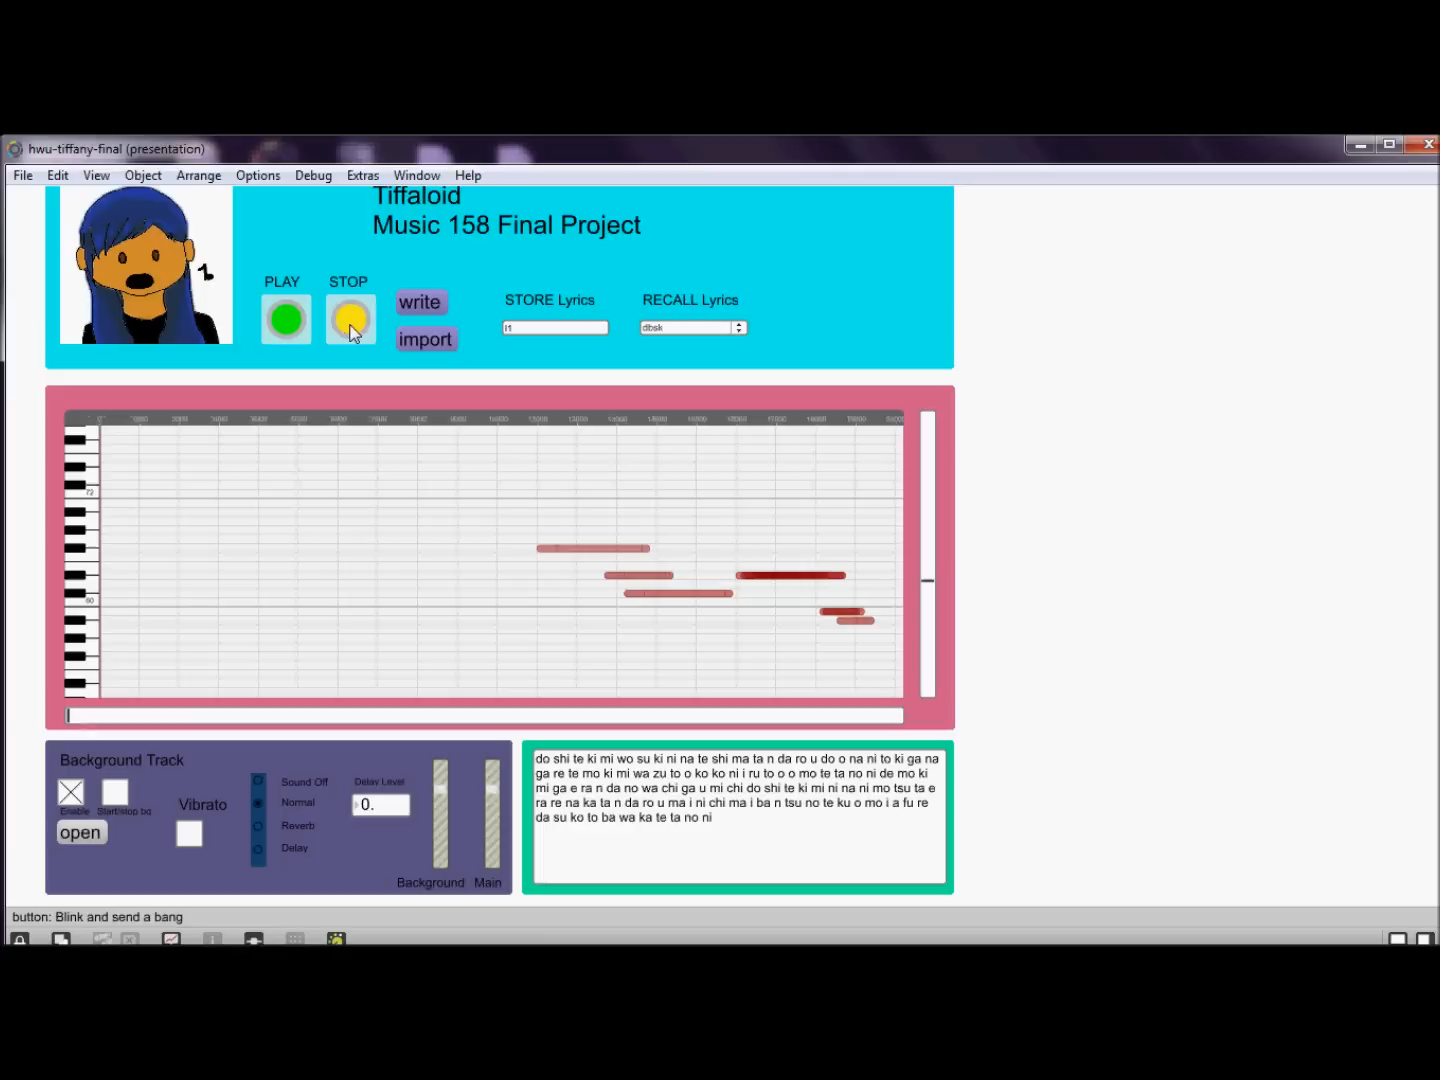 hwu-tiffany-final (presentation)
File Edit View Object Arrange Options Debug Extras Window Help
Tiffaloid
Music 158 Final Project
PLAY STOP
write
import
STORE Lyrics RECALL Lyrics
dbsk
72
60
Background Track
Enable Start/stop bg
open
Vibrato
Sound Off
Normal
Reverb
Delay
Delay Level
0.
Background Main
do shi te ki mi wo su ki ni na te shi ma ta n da ro u do o na ni to ki ga na
ga re te mo ki mi wa zu to o ko ko ni i ru to o o mo te ta no ni de mo ki
mi ga e ra n da no wa chi ga u mi chi do shi te ki mi ni na ni mo tsu ta e
ra re na ka ta n da ro u ma i ni chi ma i ba n tsu no te ku o mo i a fu re
da su ko to ba wa ka te ta no ni
button: Blink and send a bang